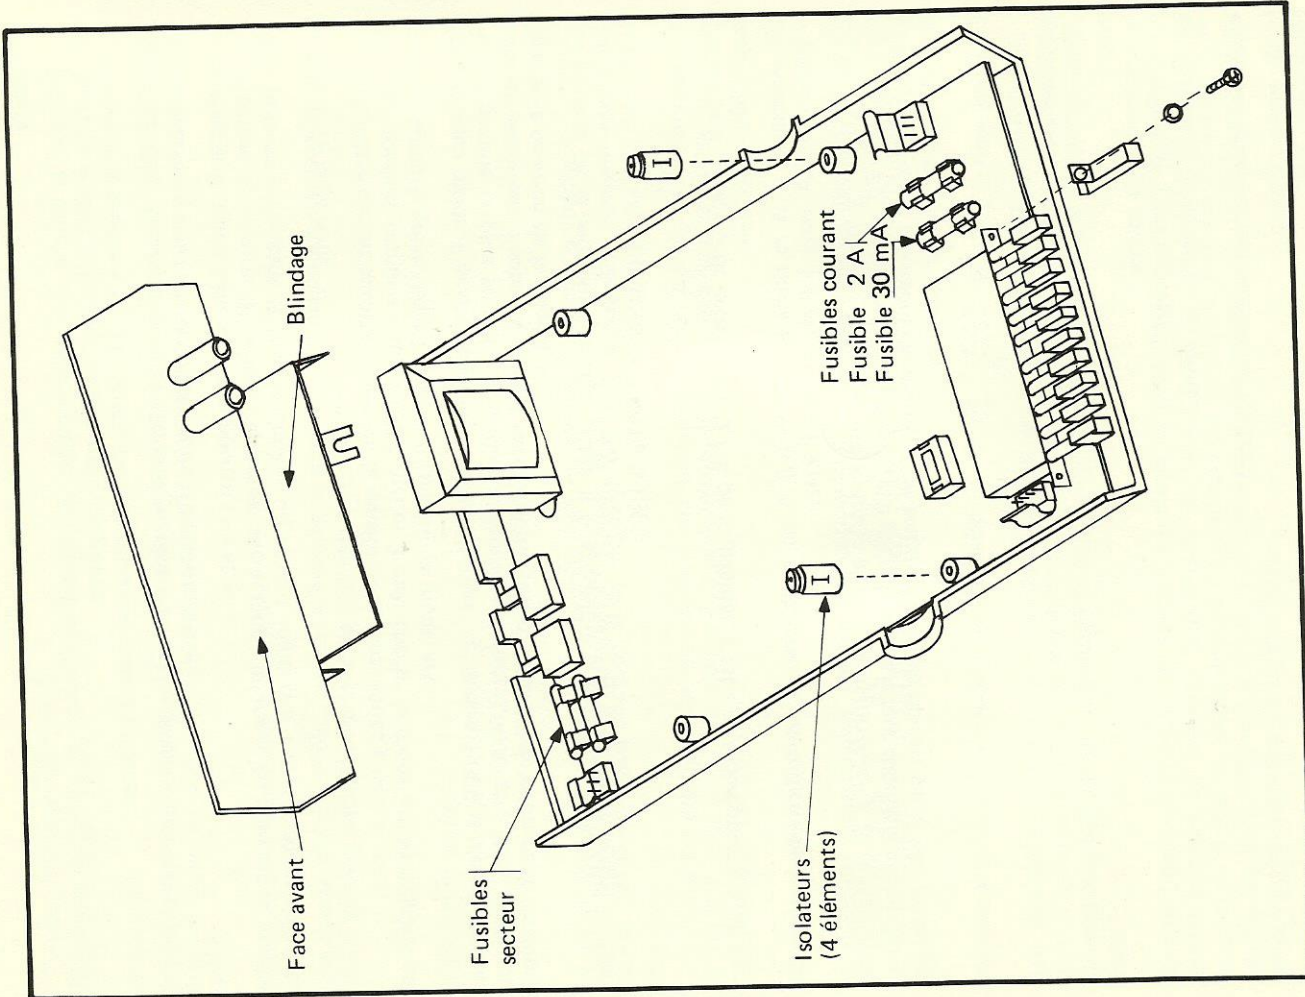 Face avant
Blindage
Fusibles
secteur
Isolateurs
(4 éléments)
Fusibles courant
Fusible 2 A
Fusible 30 mA
I
I